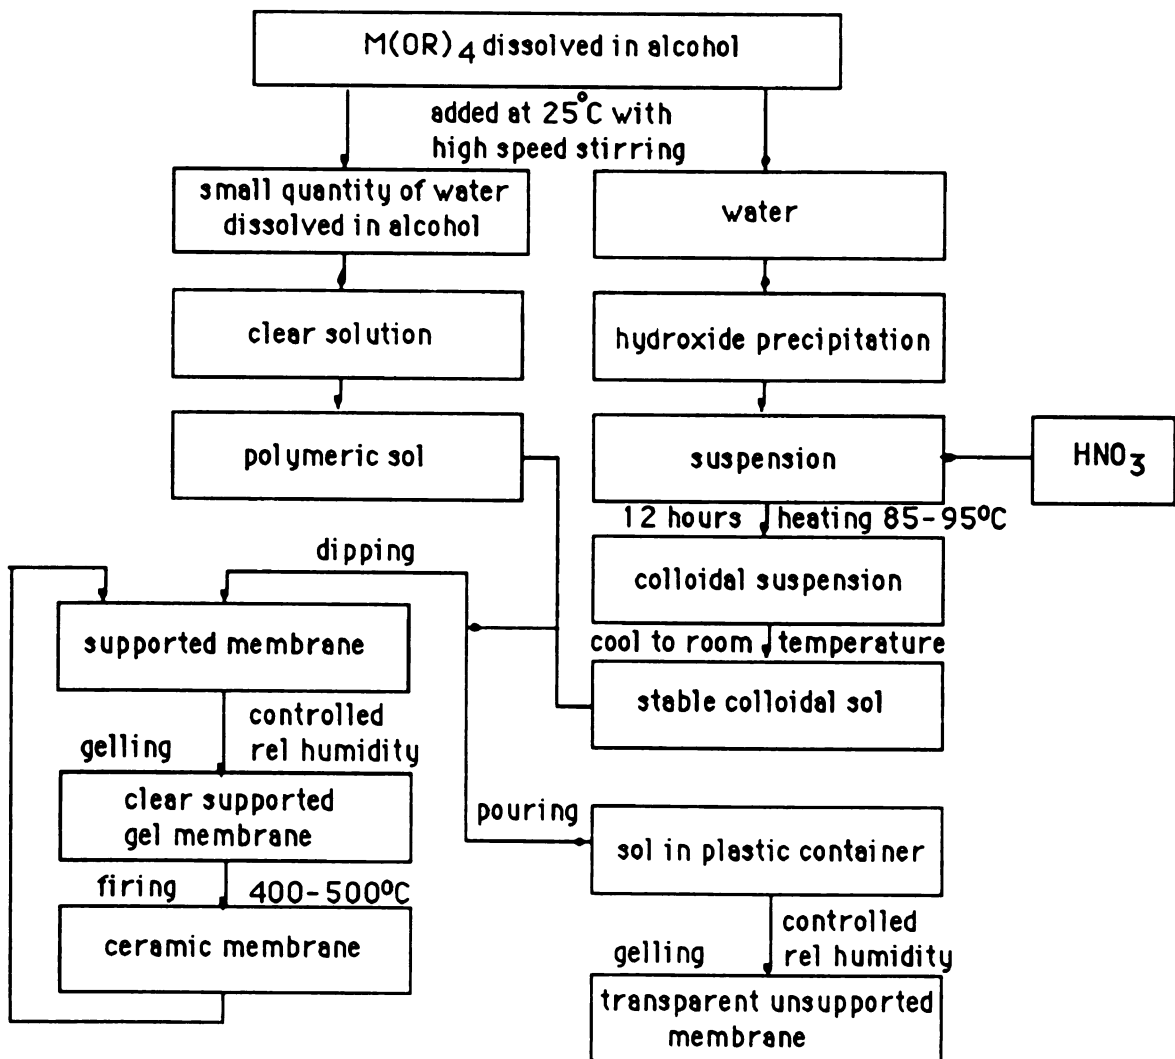 M(OR)4 dissolved in alcohol
added at 25°C with
high speed stirring
small quantity of water
dissolved in alcohol
water
clear solution
hydroxide precipitation
polymeric sol
suspension
HNO3
12 hours heating 85-95°C
dipping
colloidal suspension
supported membrane
cool to room temperature
stable colloidal sol
controlled
gelling rel humidity
clear supported
gel membrane
pouring
sol in plastic container
firing 400-500°C
ceramic membrane
controlled
gelling rel humidity
transparent unsupported
membrane